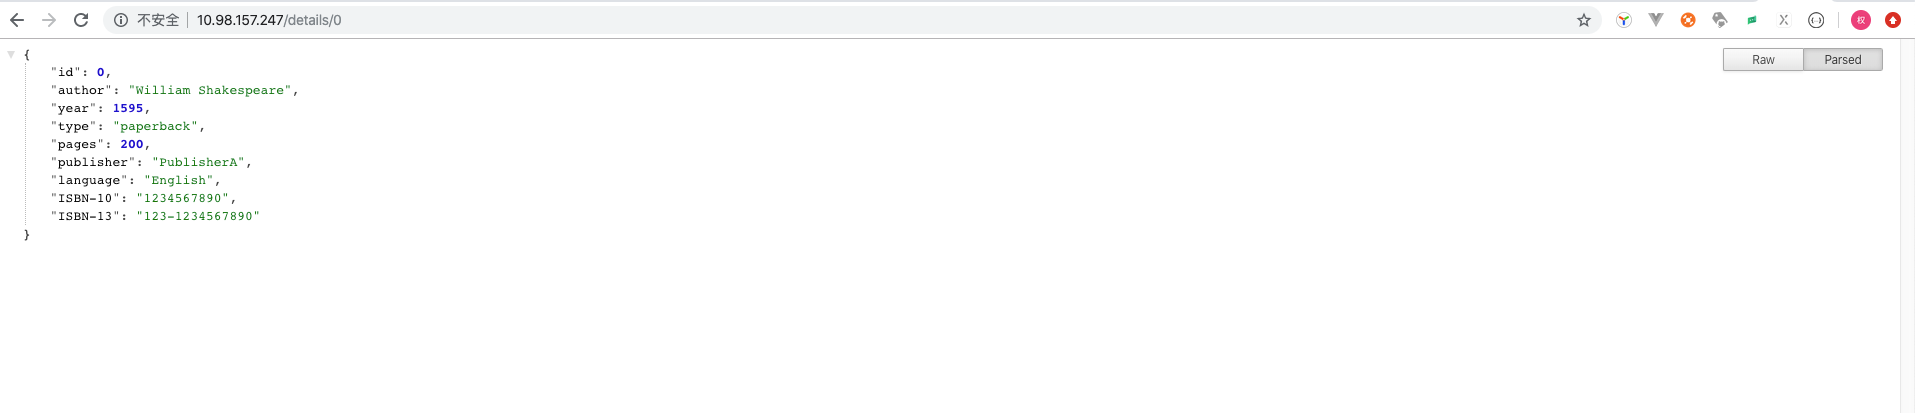 不安全 10.98.157.247/details/0 权
Raw Parsed
{
"id": 0,
"author": "William Shakespeare",
"year": 1595,
"type": "paperback",
"pages": 200,
"publisher": "PublisherA",
"language": "English",
"ISBN-10": "1234567890",
"ISBN-13": "123-1234567890"
}